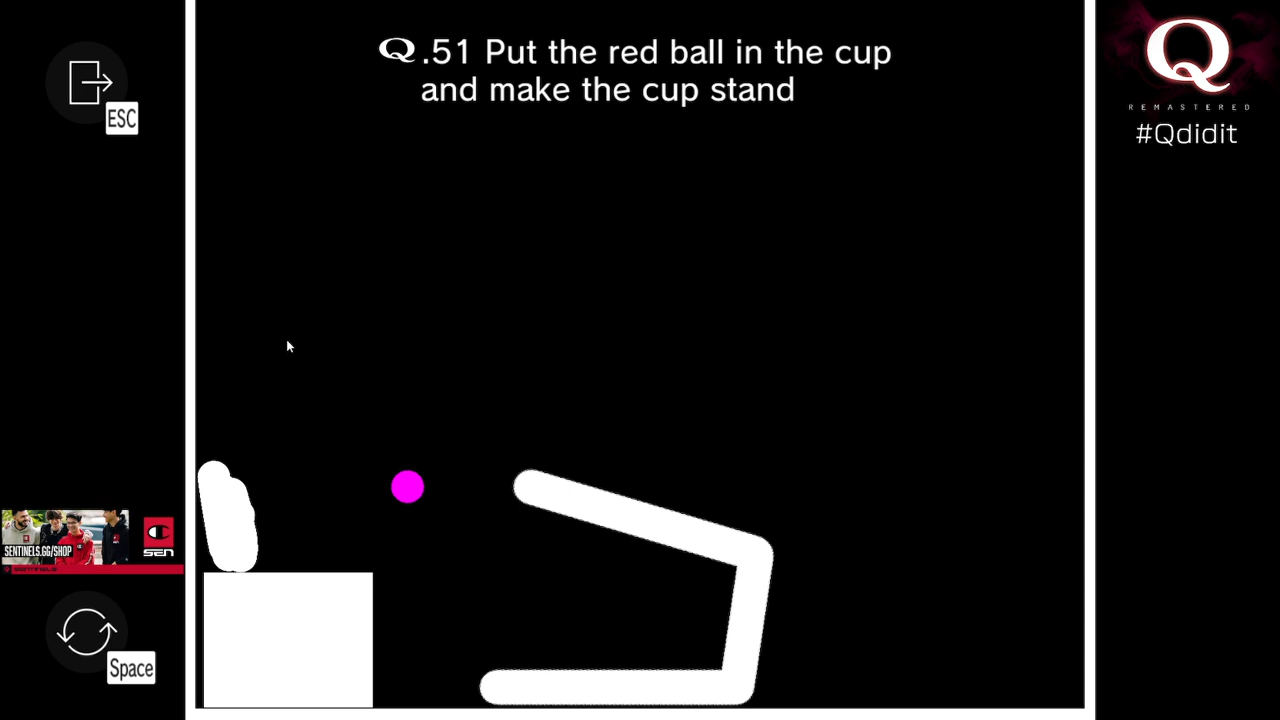 Q.51 Put the red ball in the cup
and make the cup stand
ESC
Q
REMASTERED
#Qdidit
SENTINELS.GG/SHOP
SEN
SENTINELS
Space